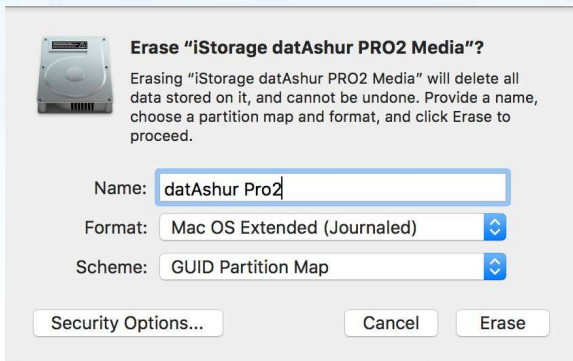 Erase “iStorage datAshur PRO2 Media”?
Erasing “iStorage datAshur PRO2 Media” will delete all
data stored on it, and cannot be undone. Provide a name,
choose a partition map and format, and click Erase to
proceed.
Name: datAshur Pro2
Format: Mac OS Extended (Journaled)
Scheme: GUID Partition Map
Security Options... Cancel Erase